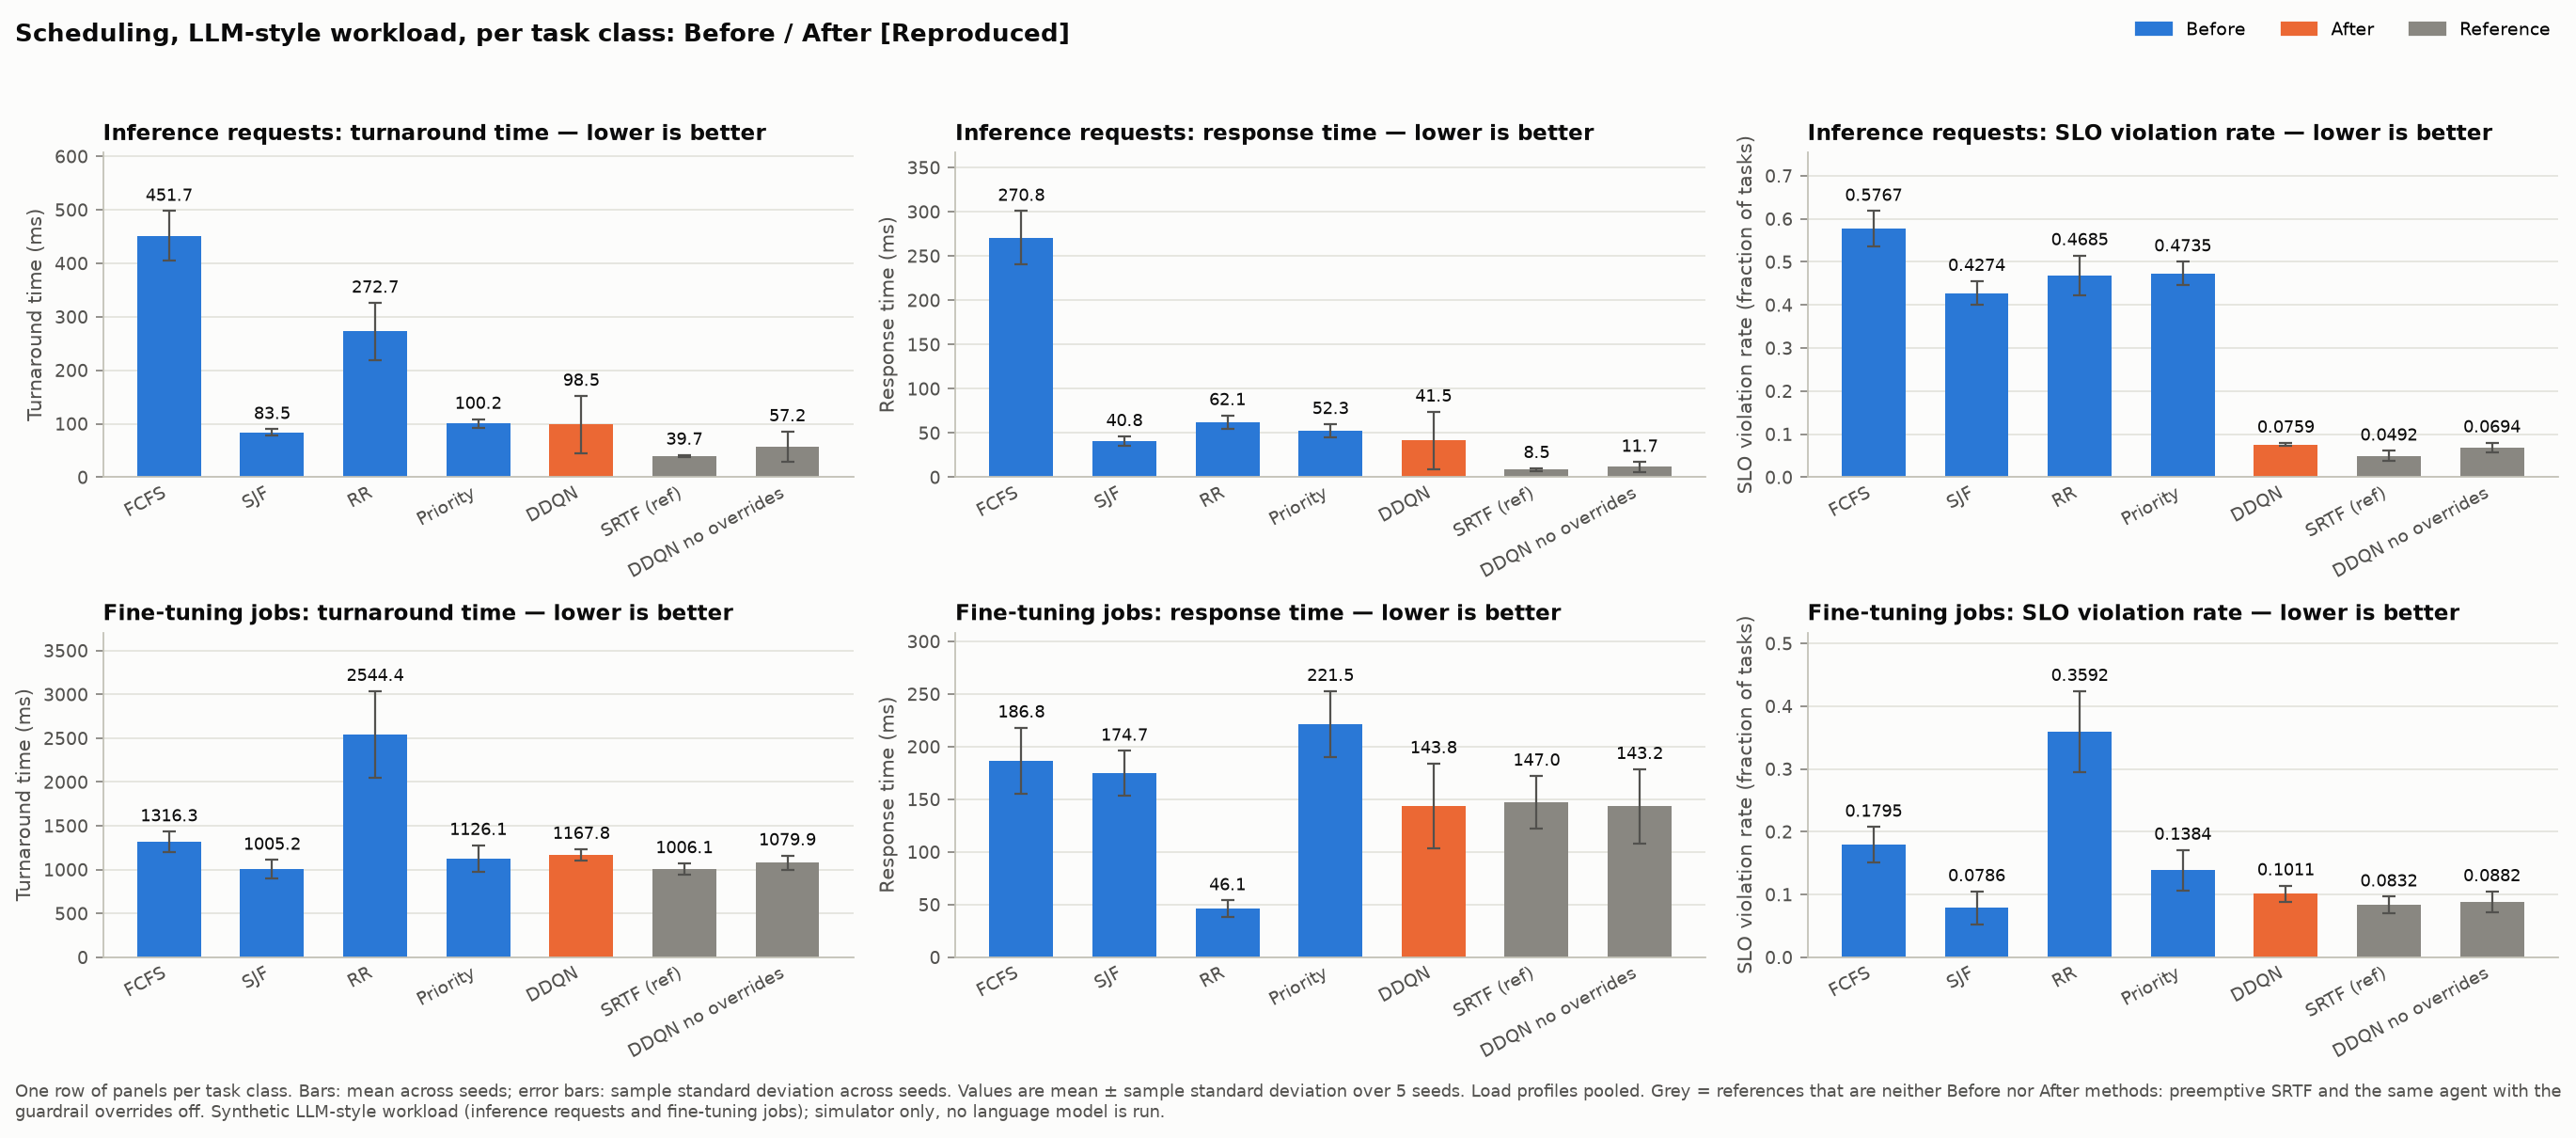 Scheduling, LLM-style workload, per task class: Before / After [Reproduced]
Before
After
Reference
Inference requests: turnaround time — lower is better
Turnaround time (ms)
600
500
400
300
200
100
0
451.7
83.5
272.7
100.2
98.5
39.7
57.2
FCFS
SJF
RR
Priority
DDQN
SRTF (ref)
DDQN no overrides
Inference requests: response time — lower is better
Response time (ms)
350
300
250
200
150
100
50
0
270.8
40.8
62.1
52.3
41.5
8.5
11.7
FCFS
SJF
RR
Priority
DDQN
SRTF (ref)
DDQN no overrides
Inference requests: SLO violation rate — lower is better
SLO violation rate (fraction of tasks)
0.7
0.6
0.5
0.4
0.3
0.2
0.1
0.0
0.5767
0.4274
0.4685
0.4735
0.0759
0.0492
0.0694
FCFS
SJF
RR
Priority
DDQN
SRTF (ref)
DDQN no overrides
Fine-tuning jobs: turnaround time — lower is better
Turnaround time (ms)
3500
3000
2500
2000
1500
1000
500
0
1316.3
1005.2
2544.4
1126.1
1167.8
1006.1
1079.9
FCFS
SJF
RR
Priority
DDQN
SRTF (ref)
DDQN no overrides
Fine-tuning jobs: response time — lower is better
Response time (ms)
300
250
200
150
100
50
0
186.8
174.7
46.1
221.5
143.8
147.0
143.2
FCFS
SJF
RR
Priority
DDQN
SRTF (ref)
DDQN no overrides
Fine-tuning jobs: SLO violation rate — lower is better
SLO violation rate (fraction of tasks)
0.5
0.4
0.3
0.2
0.1
0.0
0.1795
0.0786
0.3592
0.1384
0.1011
0.0832
0.0882
FCFS
SJF
RR
Priority
DDQN
SRTF (ref)
DDQN no overrides
One row of panels per task class. Bars: mean across seeds; error bars: sample standard deviation across seeds. Values are mean ± sample standard deviation over 5 seeds. Load profiles pooled. Grey = references that are neither Before nor After methods: preemptive SRTF and the same agent with the
guardrail overrides off. Synthetic LLM-style workload (inference requests and fine-tuning jobs); simulator only, no language model is run.